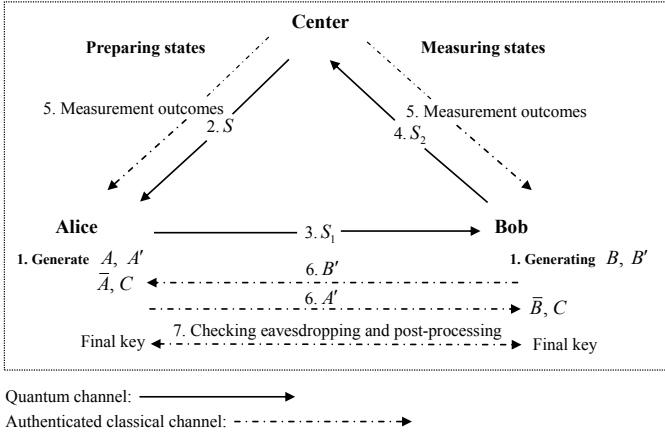 Center
Preparing states Measuring states
5. Measurement outcomes 5. Measurement outcomes
2. S 4. S₂
Alice Bob
3. S₁
1. Generate A, A′ 1. Generating B, B′
A̅, C 6. B′
6. A′ B̅, C
7. Checking eavesdropping and post-processing
Final key Final key
Quantum channel:
Authenticated classical channel: